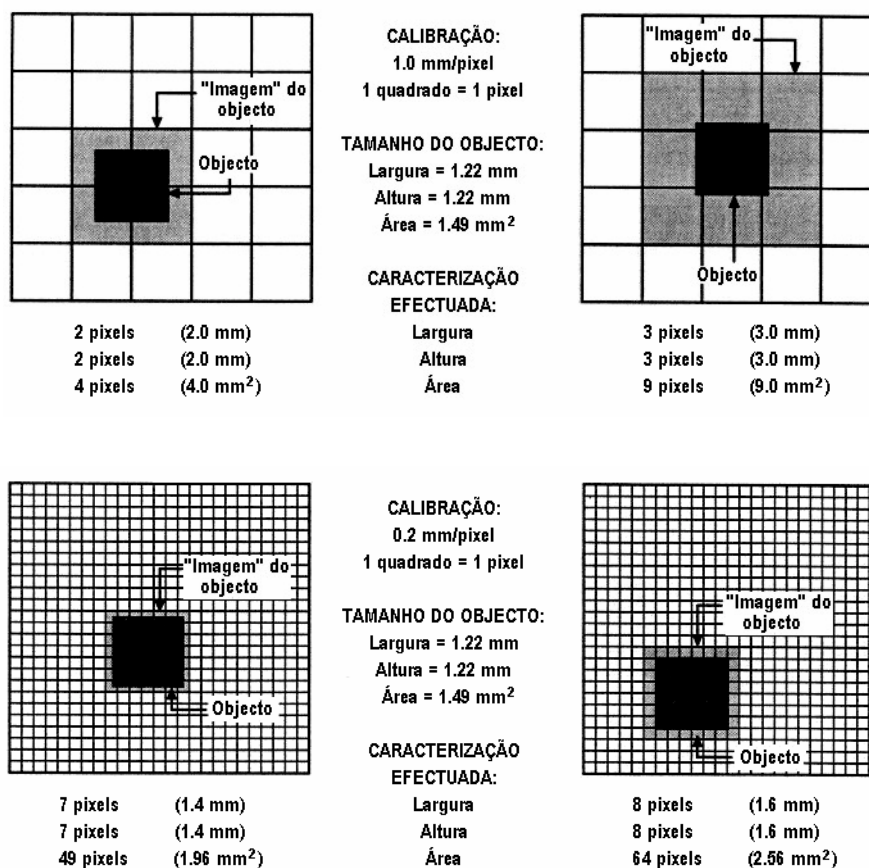 "Imagem" do
objecto
Objecto
CALIBRAÇÃO:
1.0 mm/pixel
1 quadrado = 1 pixel
TAMANHO DO OBJECTO:
Largura = 1.22 mm
Altura = 1.22 mm
Área = 1.49 mm²
CARACTERIZAÇÃO
EFECTUADA:
"Imagem" do
objecto
Objecto
2 pixels (2.0 mm) Largura 3 pixels (3.0 mm)
2 pixels (2.0 mm) Altura 3 pixels (3.0 mm)
4 pixels (4.0 mm²) Área 9 pixels (9.0 mm²)
"Imagem" do
objecto
Objecto
CALIBRAÇÃO:
0.2 mm/pixel
1 quadrado = 1 pixel
TAMANHO DO OBJECTO:
Largura = 1.22 mm
Altura = 1.22 mm
Área = 1.49 mm²
CARACTERIZAÇÃO
EFECTUADA:
"Imagem" do
objecto
Objecto
7 pixels (1.4 mm) Largura 8 pixels (1.6 mm)
7 pixels (1.4 mm) Altura 8 pixels (1.6 mm)
49 pixels (1.96 mm²) Área 64 pixels (2.56 mm²)